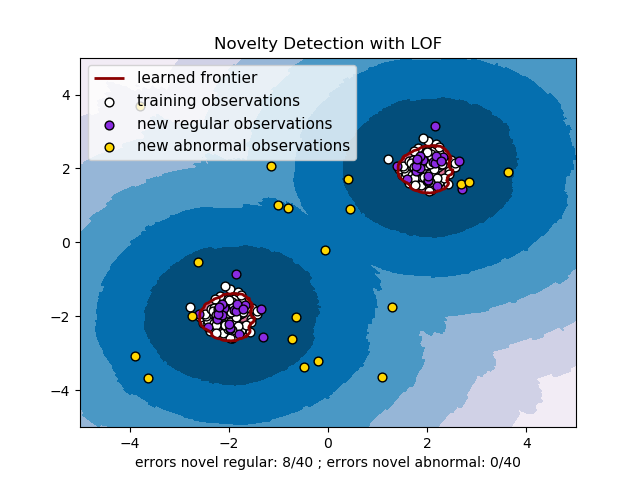 Novelty Detection with LOF
learned frontier
training observations
new regular observations
new abnormal observations
4
2
0
−2
−4
−4
−2
0
2
4
errors novel regular: 8/40 ; errors novel abnormal: 0/40